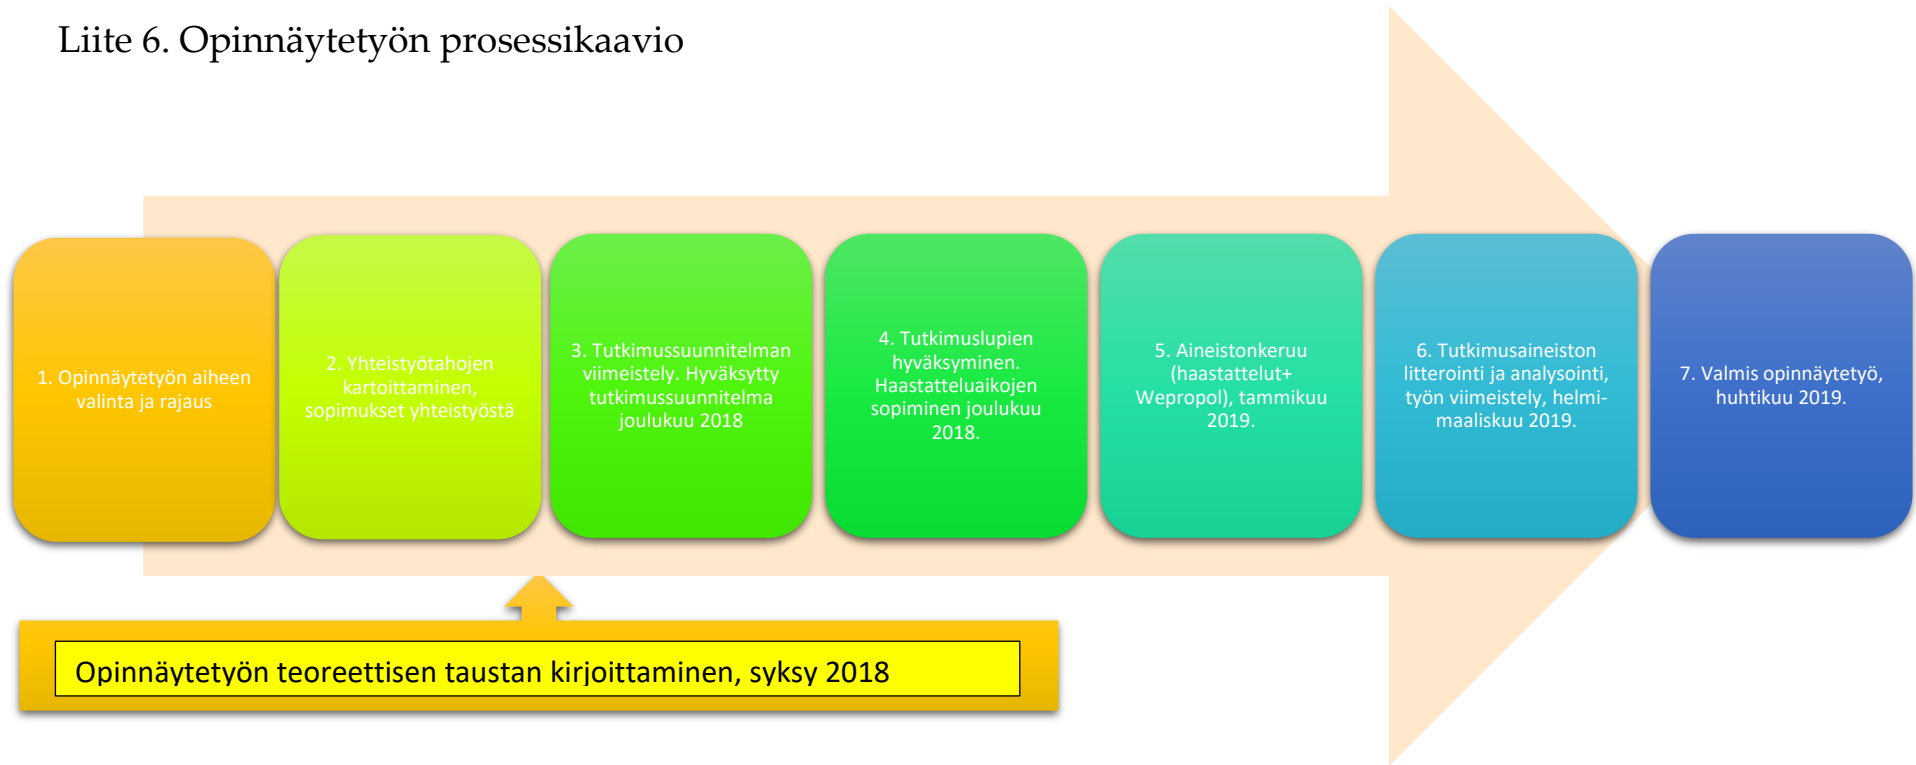 Liite 6. Opinnäytetyön prosessikaavio
1. Opinnäytetyön aiheen
valinta ja rajaus
2. Yhteistyötahojen
kartoittaminen,
sopimukset yhteistyöstä
3. Tutkimussuunnitelman
viimeistely. Hyväksytty
tutkimussuunnitelma
joulukuu 2018
4. Tutkimuslupien
hyväksyminen.
Haastatteluaikojen
sopiminen joulukuu
2018.
5. Aineistonkeruu
(haastattelut+
Wepropol), tammikuu
2019.
6. Tutkimusaineiston
litterointi ja analysointi,
työn viimeistely, helmi-
maaliskuu 2019.
7. Valmis opinnäytetyö,
huhtikuu 2019.
Opinnäytetyön teoreettisen taustan kirjoittaminen, syksy 2018